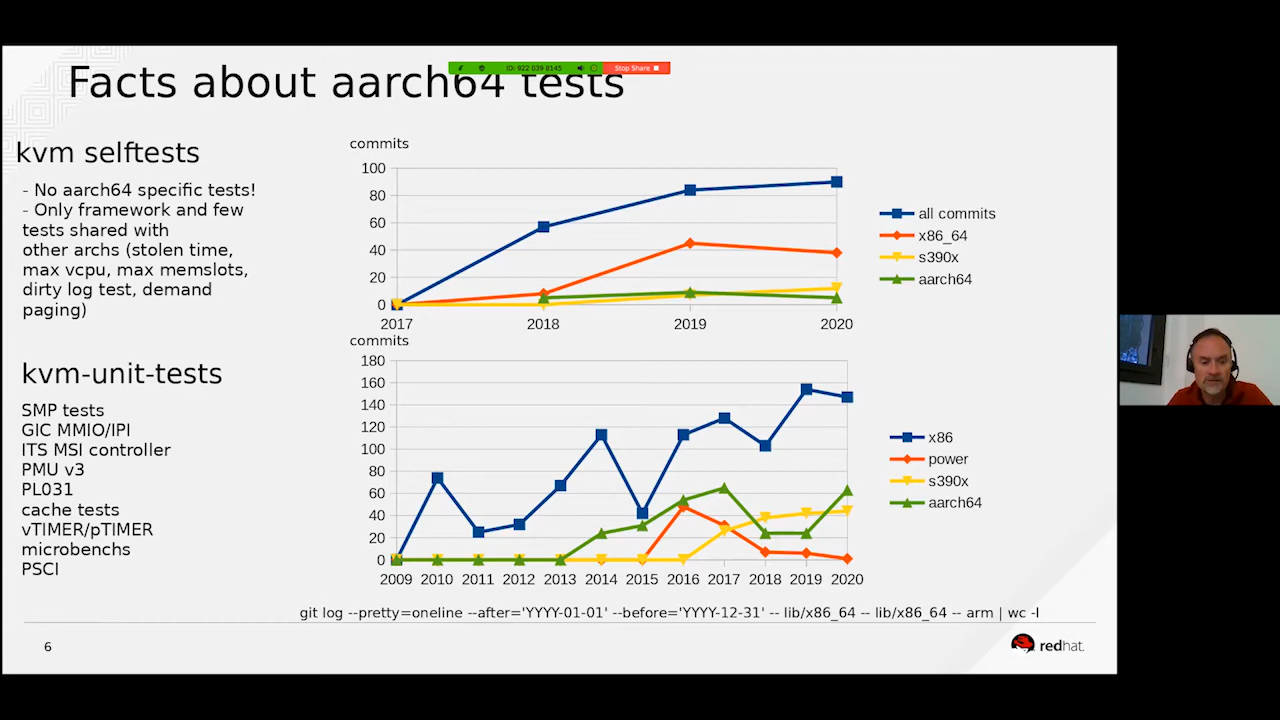 Facts about aarch64 tests
ID: 922 039 8145
Stop Share
kvm selftests
- No aarch64 specific tests!
- Only framework and few
tests shared with
other archs (stolen time,
max vcpu, max memslots,
dirty log test, demand
paging)
commits
100
80
60
40
20
0
2017 2018 2019 2020
all commits
x86_64
s390x
aarch64
kvm-unit-tests
SMP tests
GIC MMIO/IPI
ITS MSI controller
PMU v3
PL031
cache tests
vTIMER/pTIMER
microbenchs
PSCI
commits
180
160
140
120
100
80
60
40
20
0
2009 2010 2011 2012 2013 2014 2015 2016 2017 2018 2019 2020
x86
power
s390x
aarch64
git log --pretty=oneline --after='YYYY-01-01' --before='YYYY-12-31' -- lib/x86_64 -- lib/x86_64 -- arm | wc -l
6
redhat.